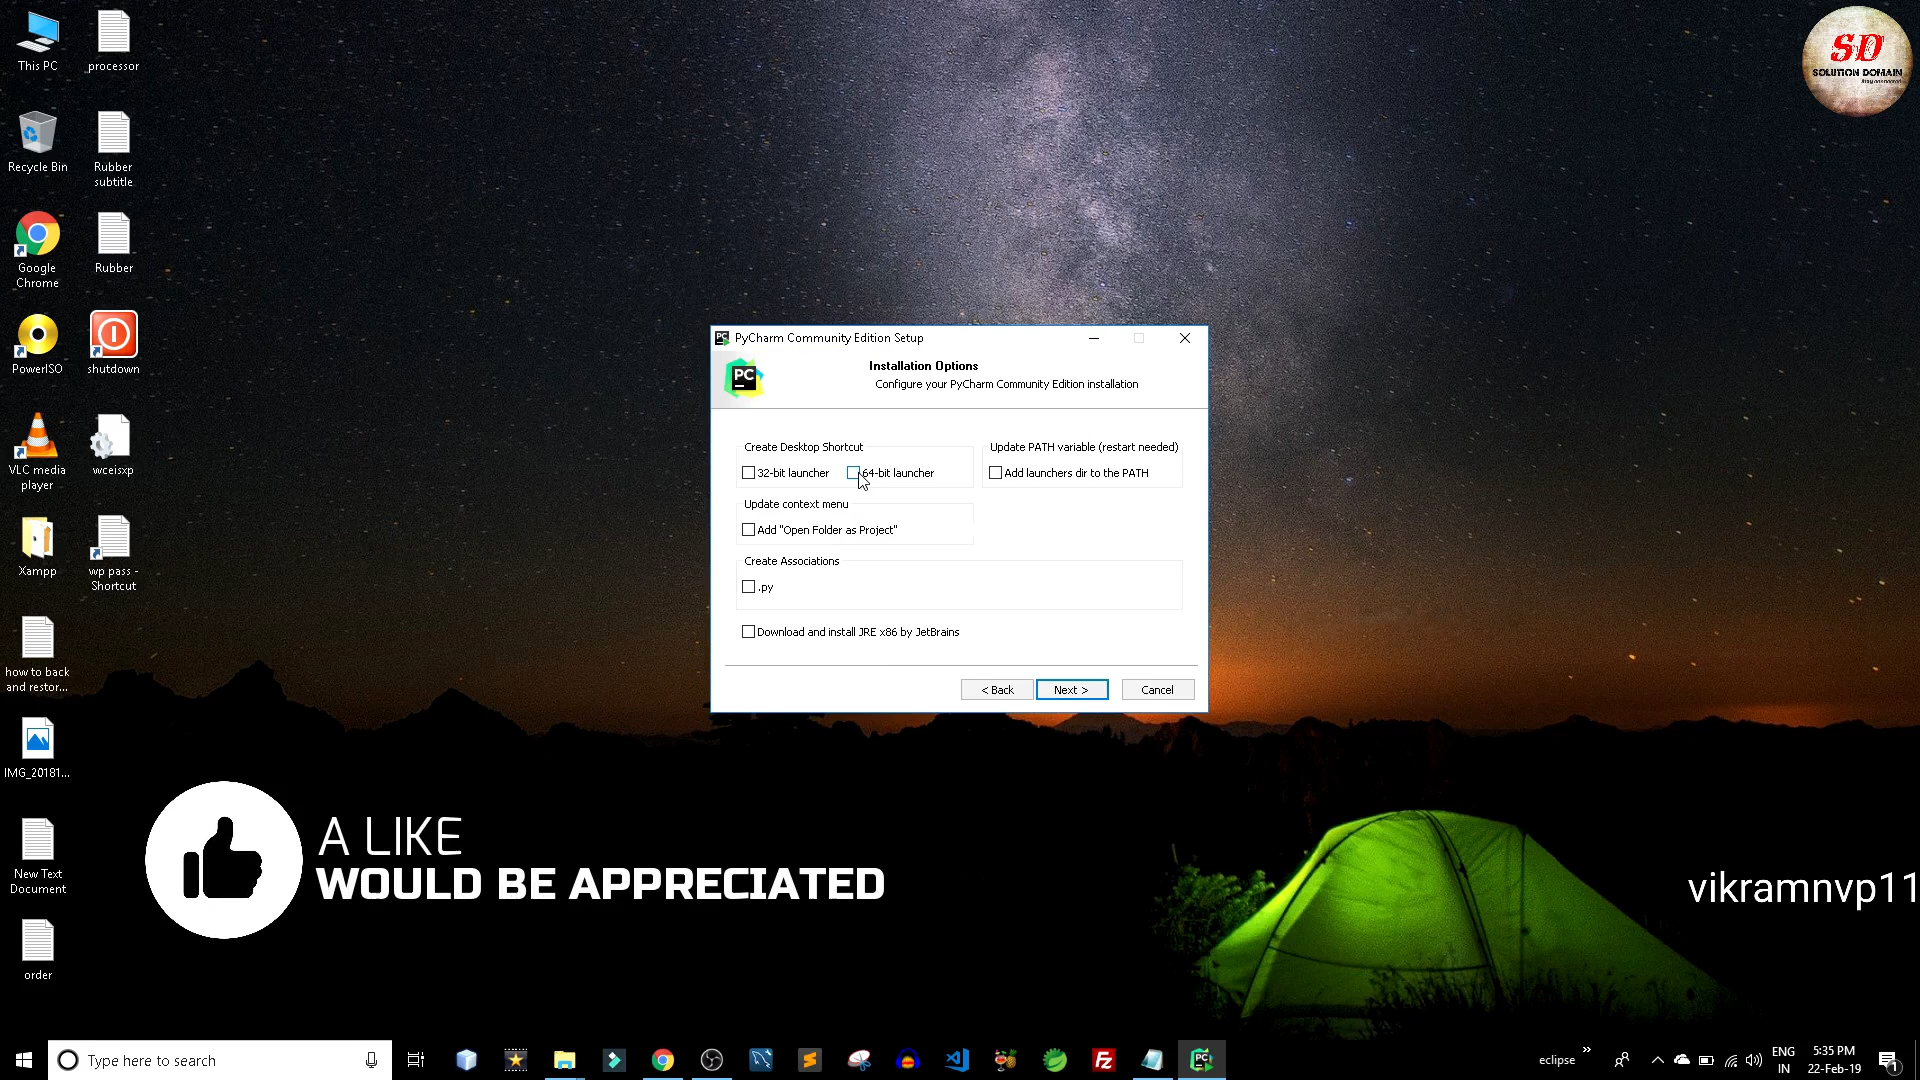 This PC
processor
Recycle Bin
Rubber
subtitle
Google
Chrome
Rubber
PowerISO
shutdown
VLC media
player
wceisxp
Xampp
wp pass -
Shortcut
how to back
and restor...
IMG_20181...
New Text
Document
order
SD
SOLUTION DOMAIN
PC PyCharm Community Edition Setup
PC
Installation Options
Configure your PyCharm Community Edition installation
Create Desktop Shortcut
32-bit launcher
64-bit launcher
Update PATH variable (restart needed)
Add launchers dir to the PATH
Update context menu
Add "Open Folder as Project"
Create Associations
.py
Download and install JRE x86 by JetBrains
< Back
Next >
Cancel
A LIKE
WOULD BE APPRECIATED
vikramnvp11
Type here to search
FZ
PC
eclipse
ENG
IN
5:35 PM
22-Feb-19
1